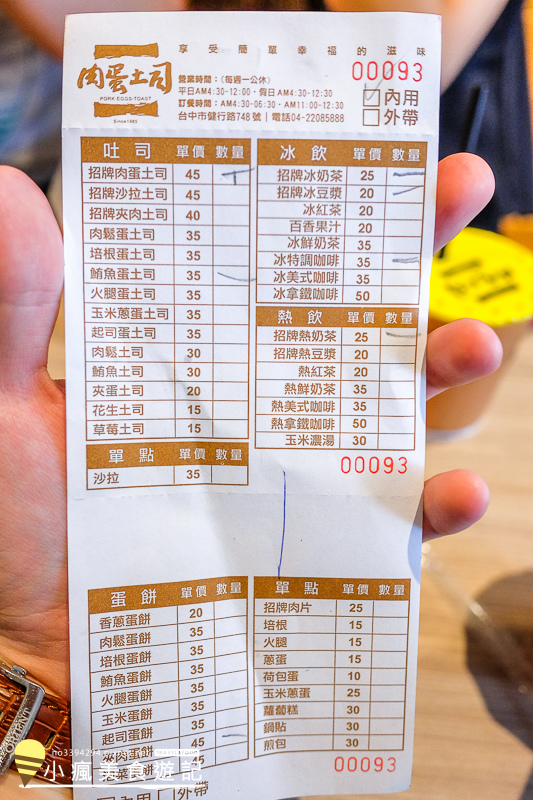 享受簡單幸福的滋味
肉蛋土司
PORK·EGGS·TOAST
Since1985
00093
營業時間：(每週一公休)
平日AM4:30-12:00・假日AM4:30-12:30
訂餐時間：AM4:30-06:30・AM11:00-12:30
台中市健行路748號｜電話04-22085888
內用
外帶
吐司 單價 數量
招牌肉蛋土司 45
招牌沙拉土司 45
招牌夾肉土司 40
肉鬆蛋土司 35
培根蛋土司 35
鮪魚蛋土司 35
火腿蛋土司 35
玉米蔥蛋土司 35
起司蛋土司 35
肉鬆土司 30
鮪魚土司 30
夾蛋土司 20
花生土司 15
草莓土司 15
單點 單價 數量
沙拉 35
冰飲 單價 數量
招牌冰奶茶 25
招牌冰豆漿 20
冰紅茶 20
百香果汁 20
冰鮮奶茶 35
冰特調咖啡 35
冰美式咖啡 35
冰拿鐵咖啡 50
熱飲 單價 數量
招牌熱奶茶 25
招牌熱豆漿 20
熱紅茶 20
熱鮮奶茶 35
熱美式咖啡 35
熱拿鐵咖啡 50
玉米濃湯 30
00093
蛋餅 單價 數量
香蔥蛋餅 20
肉鬆蛋餅 35
培根蛋餅 35
鮪魚蛋餅 35
火腿蛋餅 35
玉米蛋餅 35
起司蛋餅 35
夾肉蛋餅 45
蛋餅 45
單點 單價 數量
招牌肉片 25
培根 15
火腿 15
蔥蛋 15
荷包蛋 10
玉米蔥蛋 25
蘿蔔糕 30
鍋貼 30
煎包 30
00093
內用 外帶
小瘋美食遊記